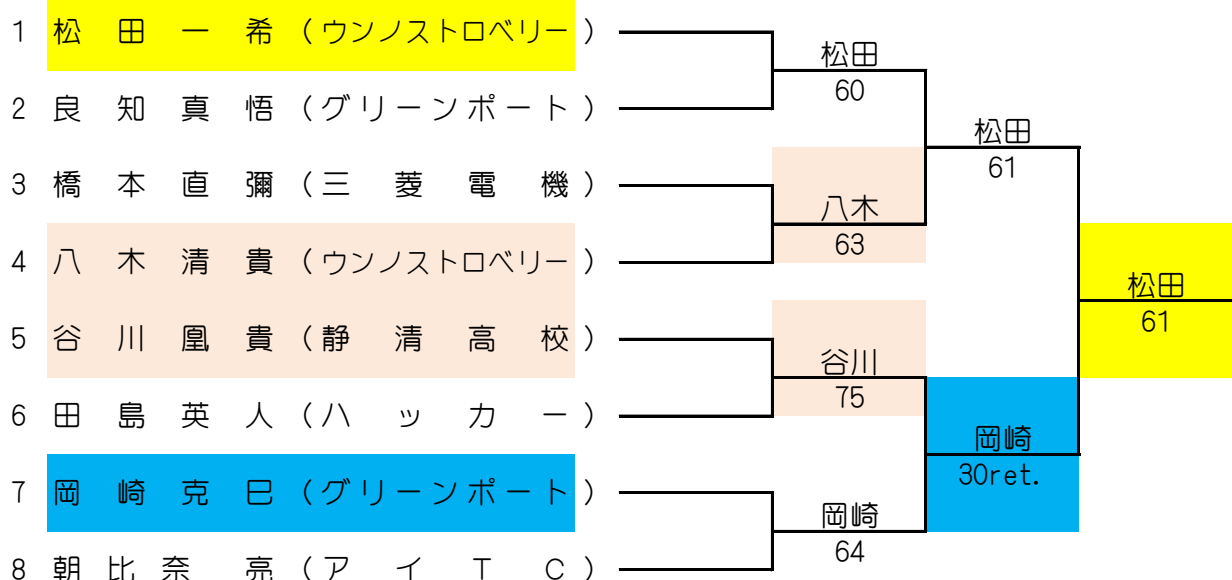 1 松田一希(ウンノストロベリー)
2 良知真悟(グリーンポート)
3 橋本直彌(三菱電機)
4 八木清貴(ウンノストロベリー)
5 谷川凰貴(静清高校)
6 田島英人(ハッカー)
7 岡崎克巳(グリーンポート)
8 朝比奈亮(アイTC)
松田
60
八木
63
谷川
75
岡崎
64
松田
61
岡崎
30ret.
松田
61